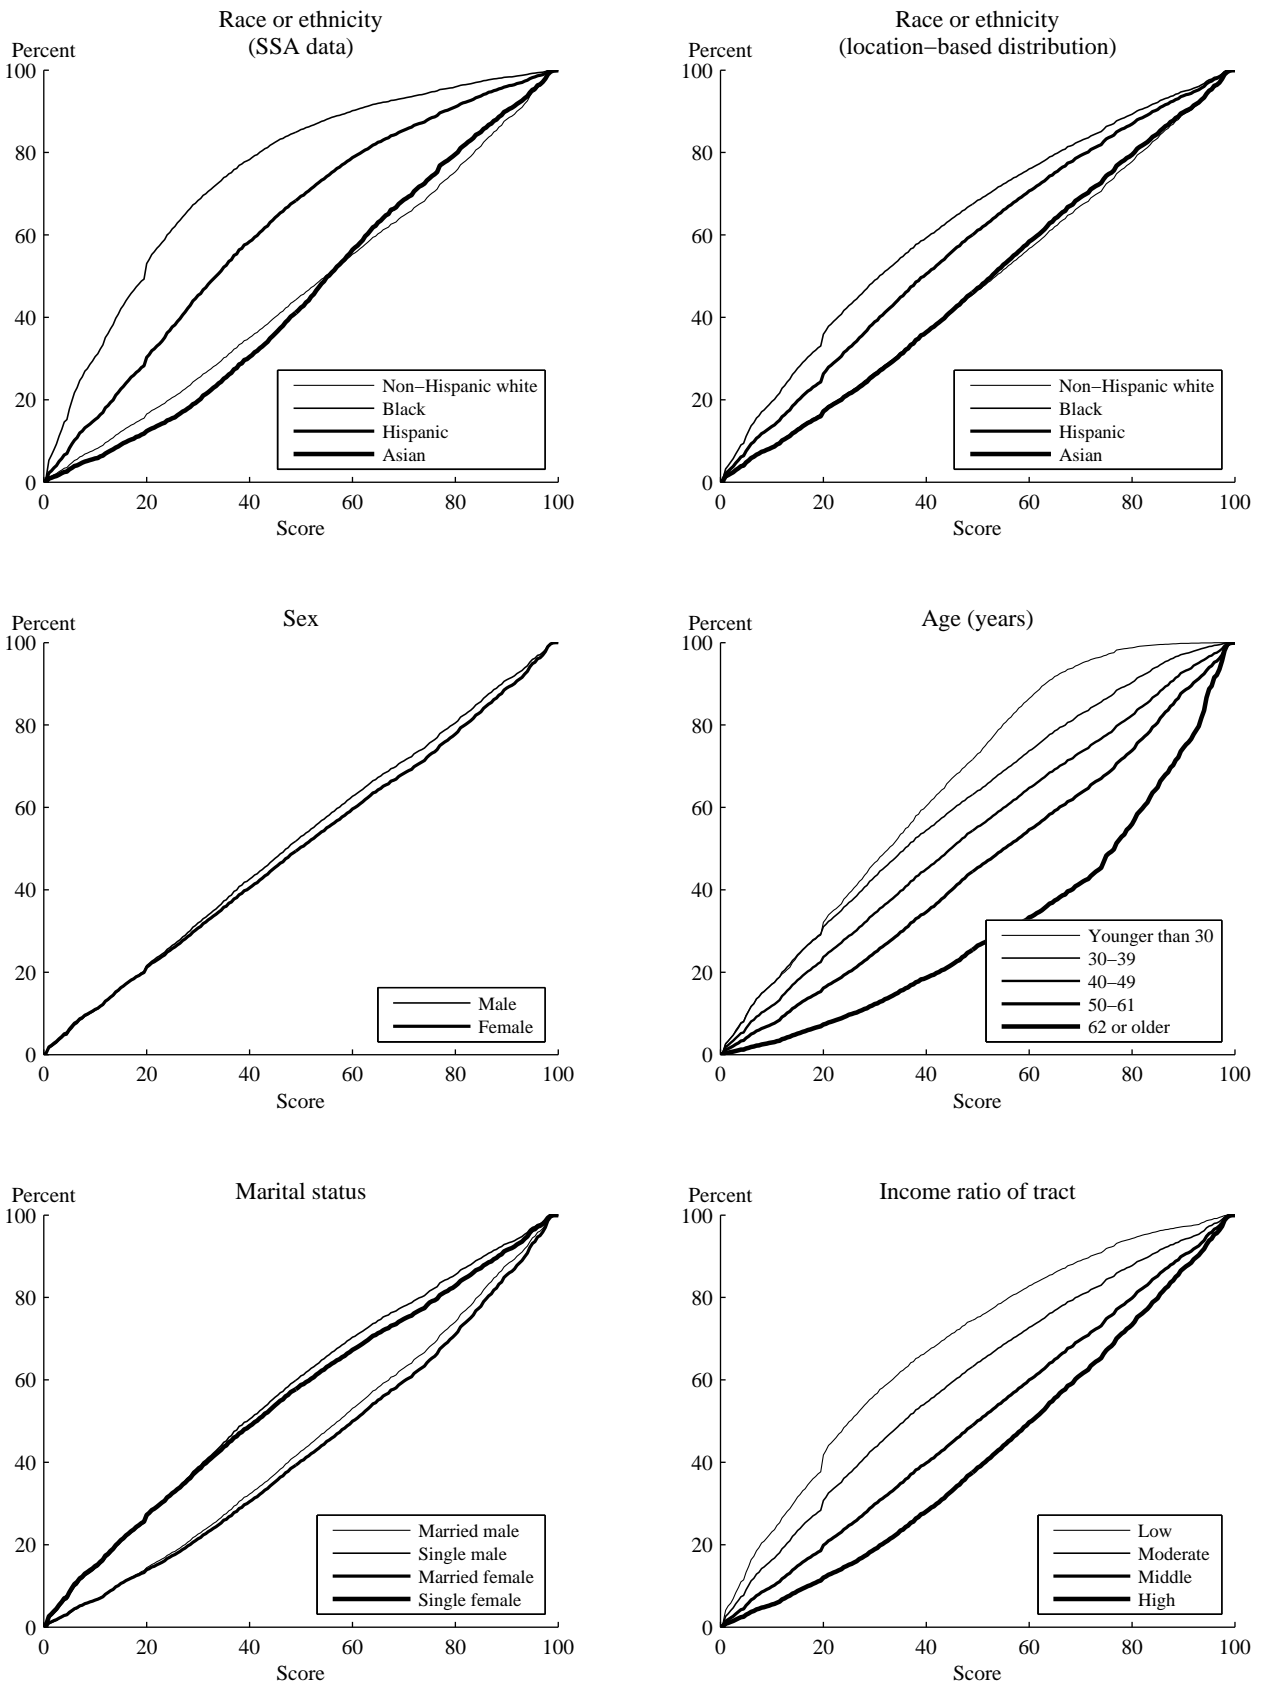 Race or ethnicity
(SSA data)
Percent
100
80
60
40
20
0
Non−Hispanic white
Black
Hispanic
Asian
0 20 40 60 80 100
Score
Race or ethnicity
(location−based distribution)
Percent
100
80
60
40
20
0
Non−Hispanic white
Black
Hispanic
Asian
0 20 40 60 80 100
Score
Sex
Percent
100
80
60
40
20
0
Male
Female
0 20 40 60 80 100
Score
Age (years)
Percent
100
80
60
40
20
0
Younger than 30
30−39
40−49
50−61
62 or older
0 20 40 60 80 100
Score
Marital status
Percent
100
80
60
40
20
0
Married male
Single male
Married female
Single female
0 20 40 60 80 100
Score
Income ratio of tract
Percent
100
80
60
40
20
0
Low
Moderate
Middle
High
0 20 40 60 80 100
Score